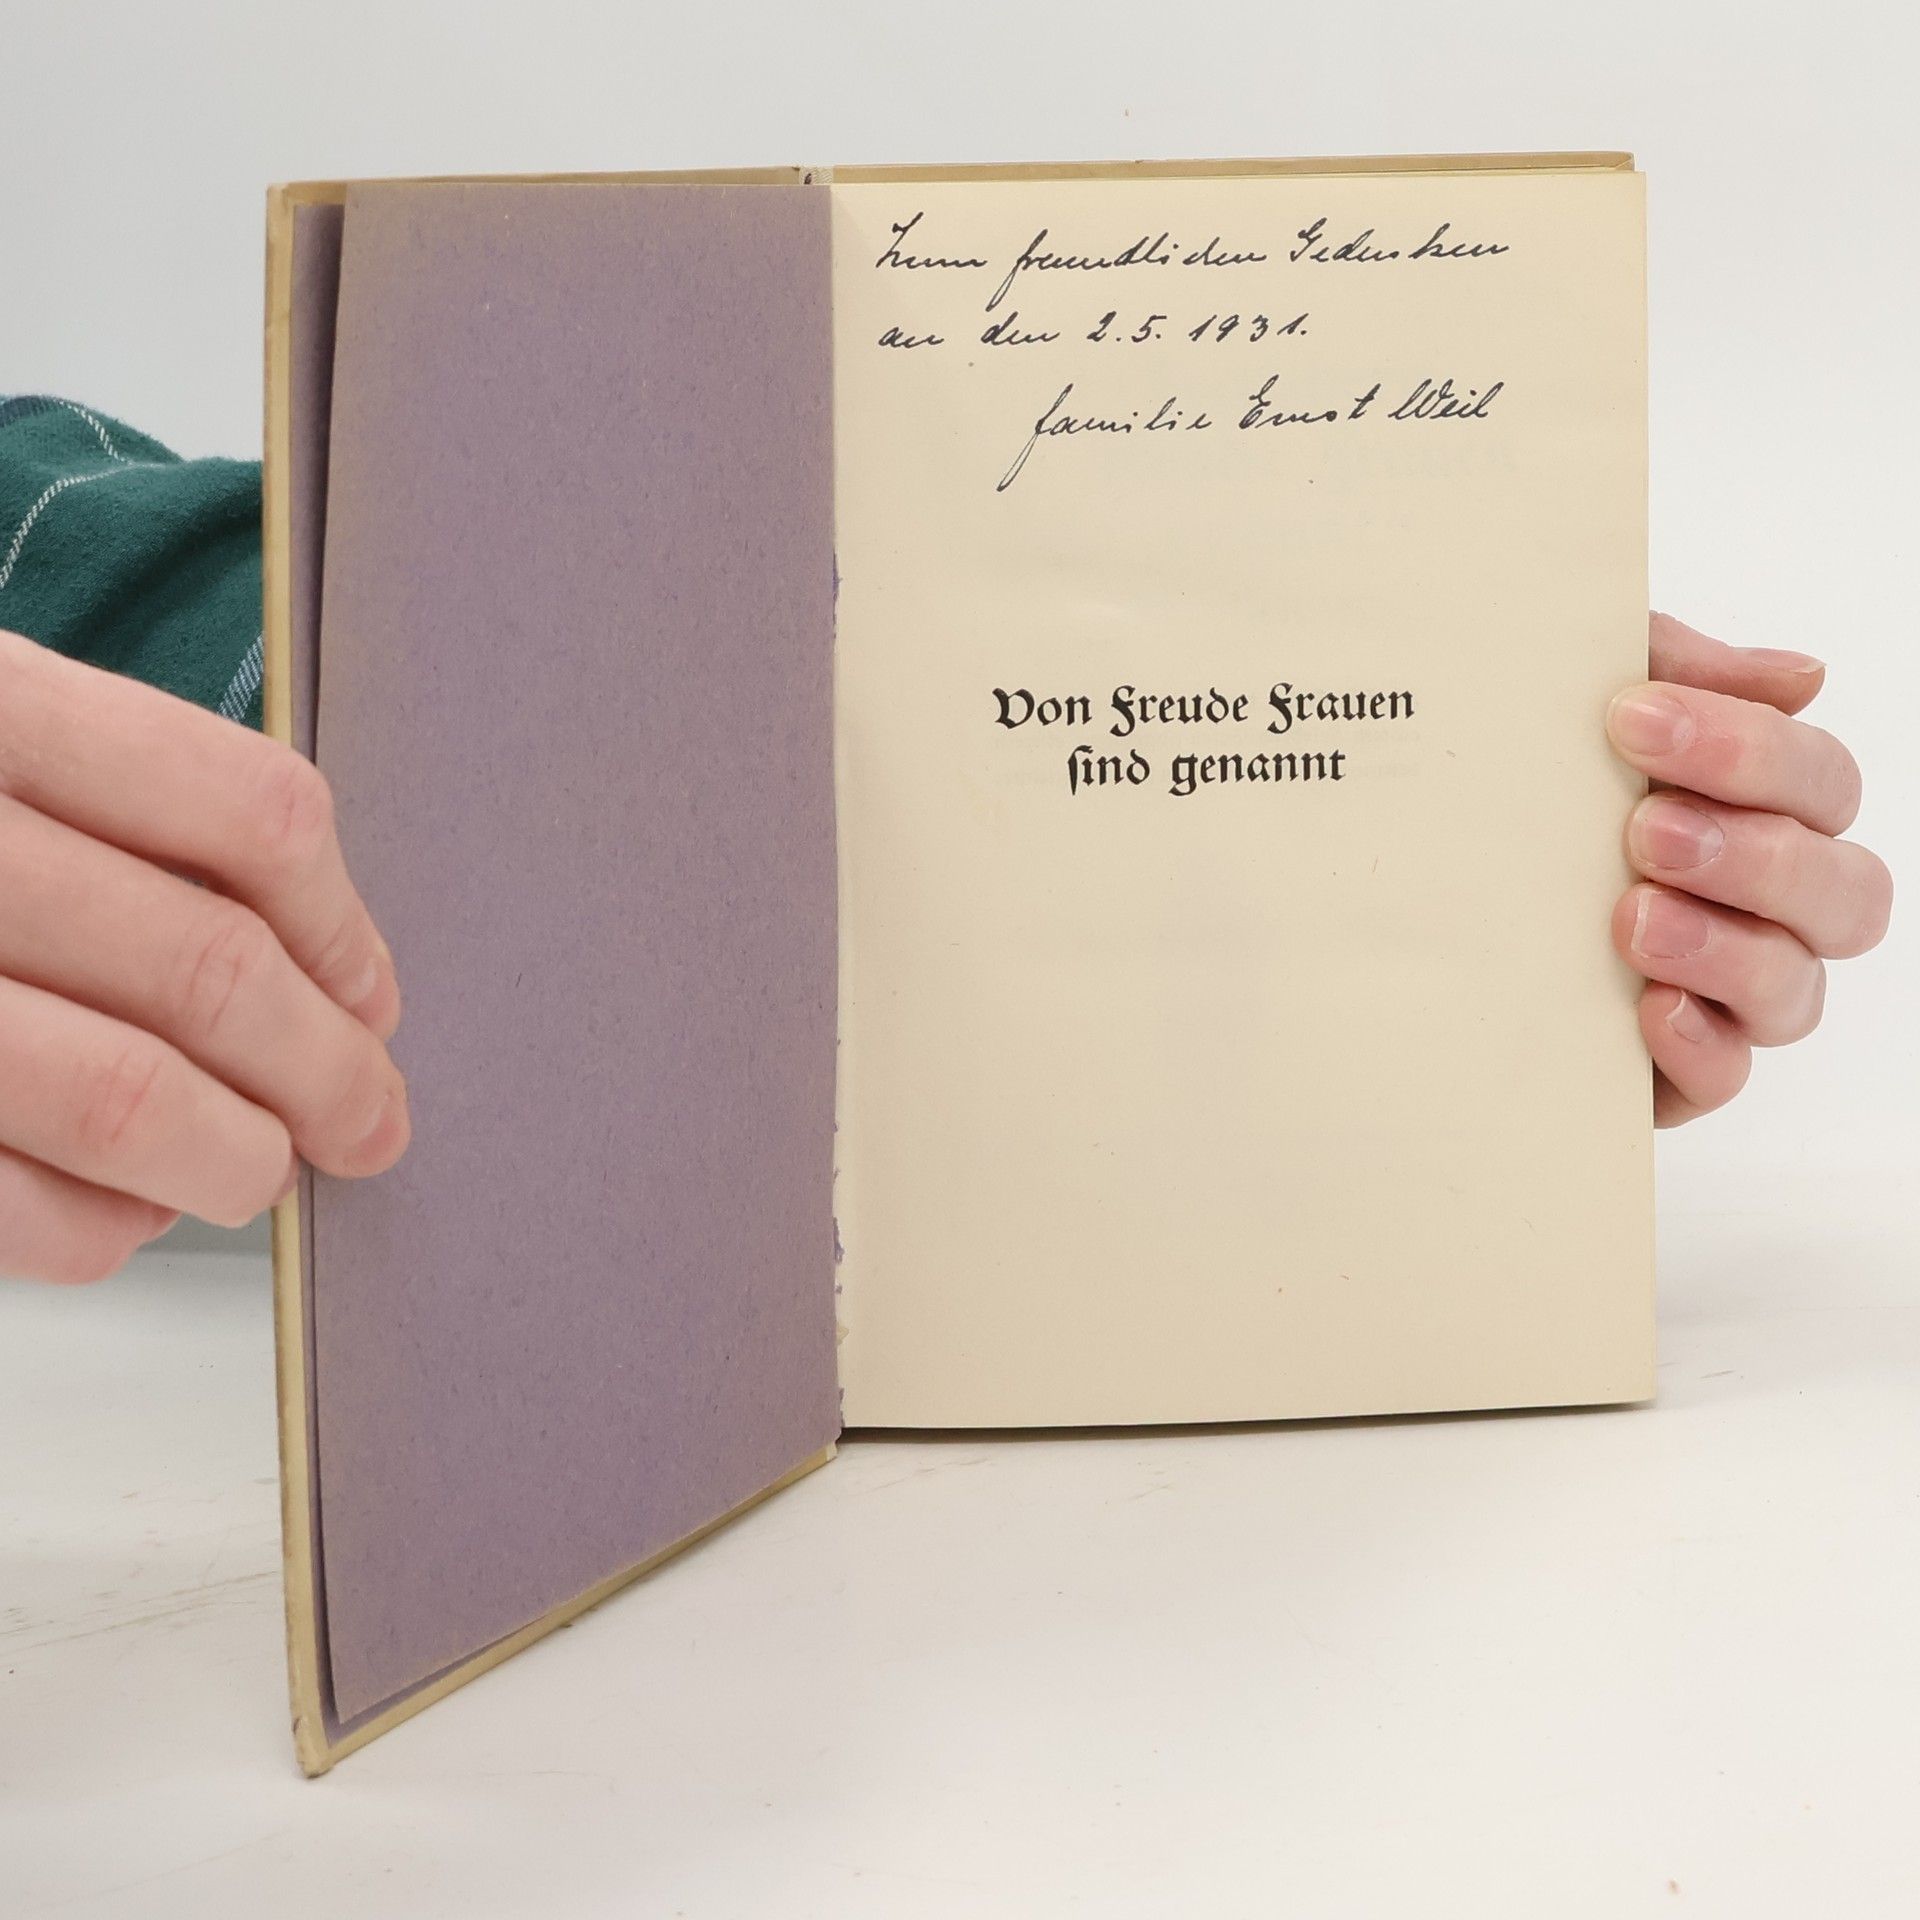 Zum freundlichen Gedenken
an den 2.5.1931.
Familie Ernst Weil
Von Freude Frauen
sind genannt